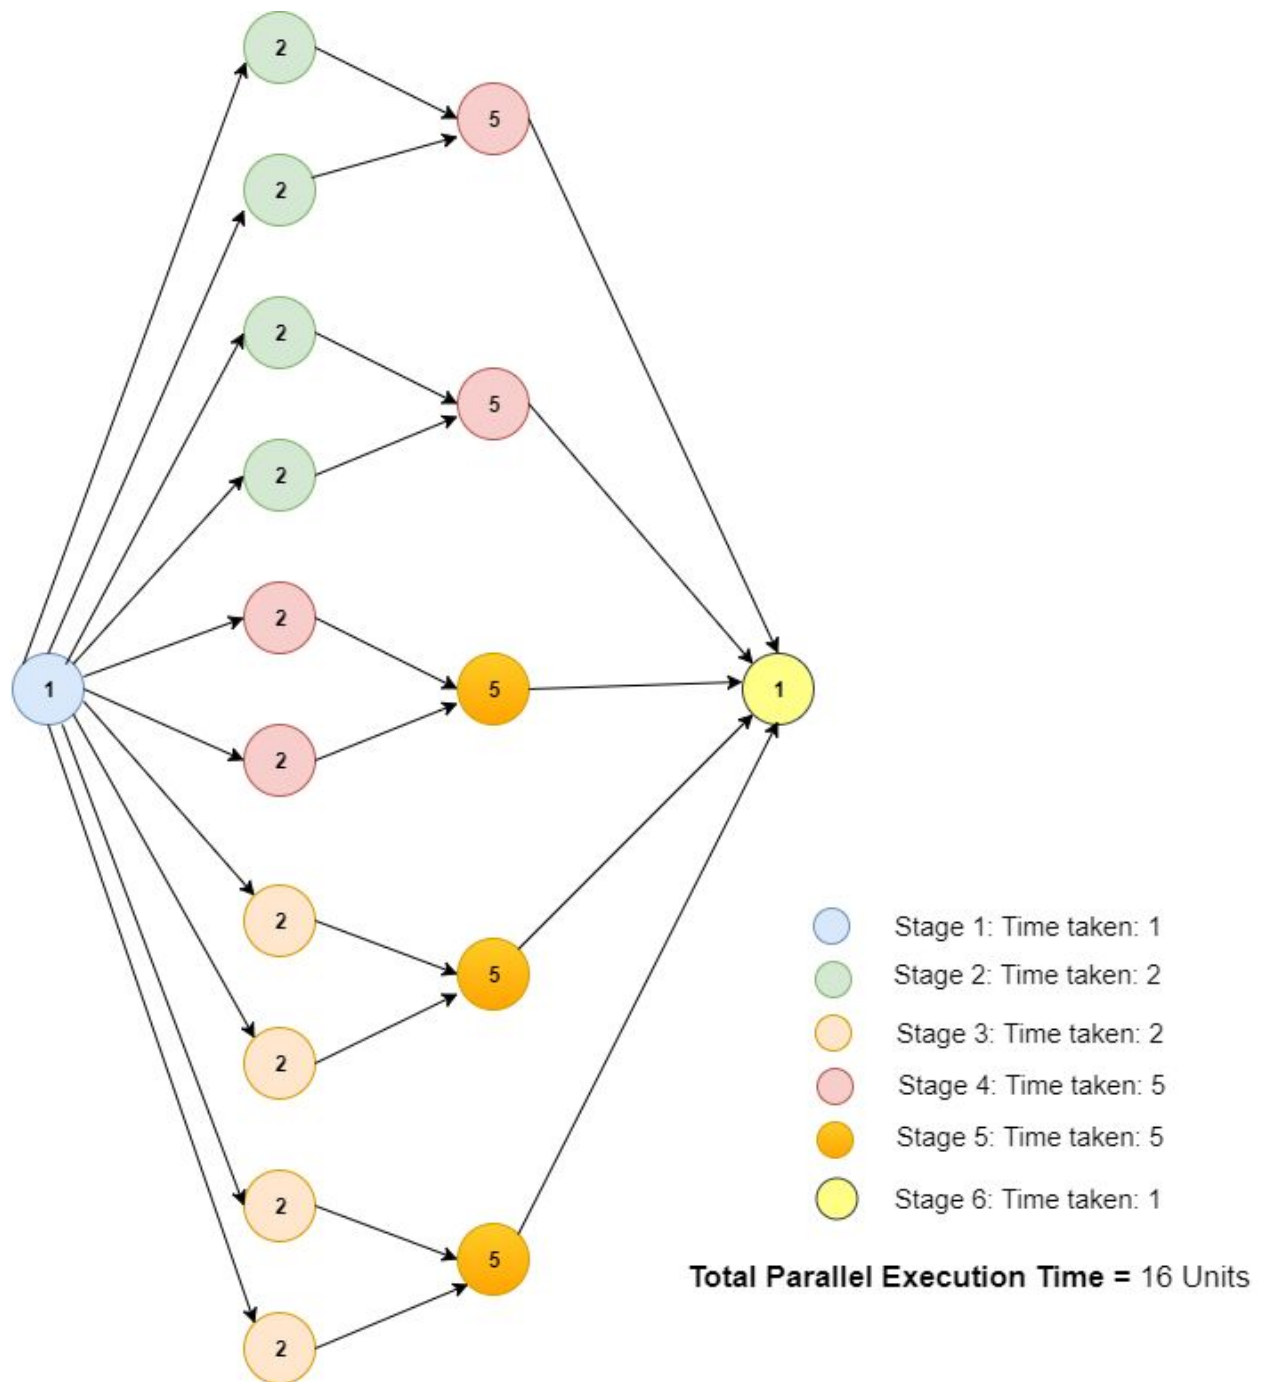 2
5
2
2
5
2
2
1
5
1
2
2
5
2
2
5
2
Stage 1: Time taken: 1
Stage 2: Time taken: 2
Stage 3: Time taken: 2
Stage 4: Time taken: 5
Stage 5: Time taken: 5
Stage 6: Time taken: 1
Total Parallel Execution Time = 16 Units